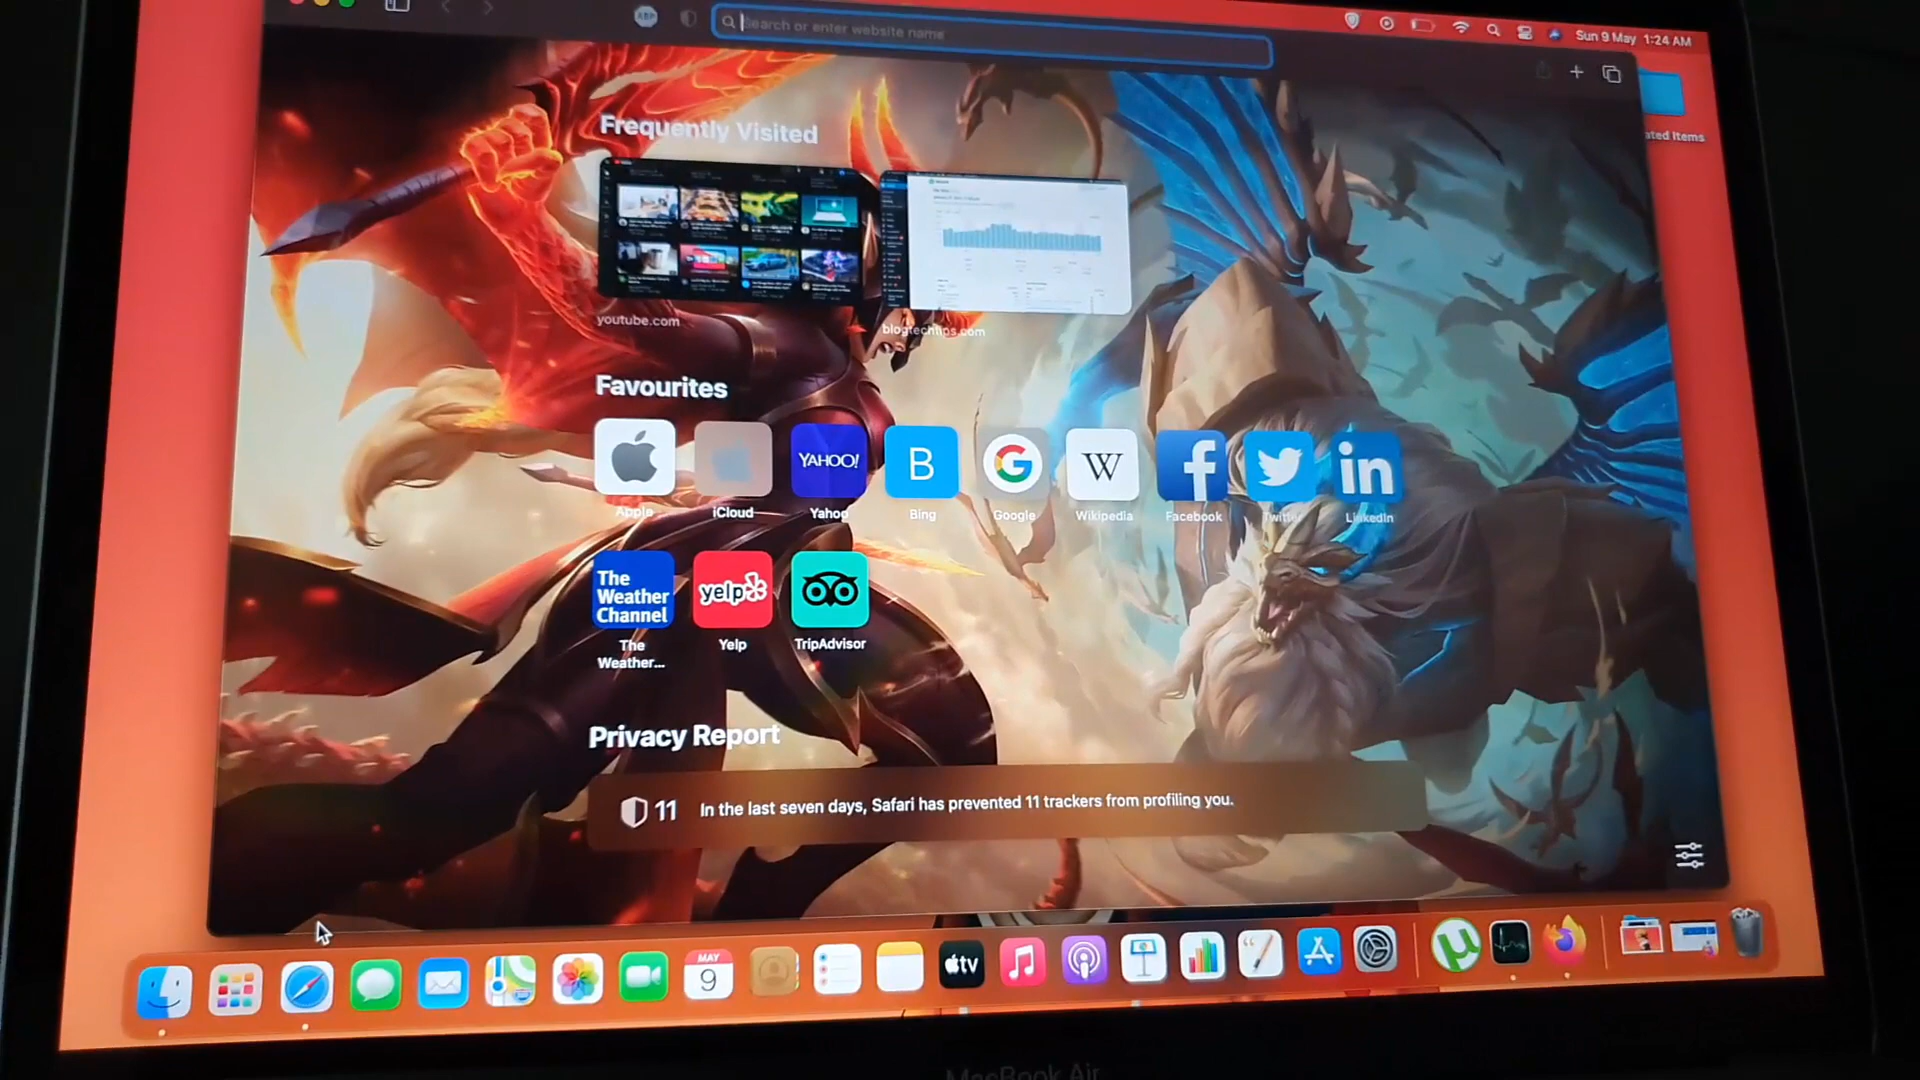 ABP
Search or enter website name
Sun 9 May 1:24 AM
ated Items
Frequently Visited
youtube.com
blogtechtips.com
Favourites
YAHOO!
B
G
W
f
in
Apple
iCloud
Yahoo
Bing
Google
Wikipedia
Facebook
Twitter
LinkedIn
The
Weather
Channel
yelp
The
Weather...
Yelp
TripAdvisor
Privacy Report
11
In the last seven days, Safari has prevented 11 trackers from profiling you.
MAY
9
tv
µ
MacBook Air